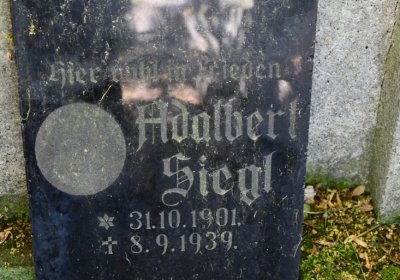 Hier ruht in Frieden
Adalbert
Siegl
* 31.10.1901.
✝ 8.9.1939.